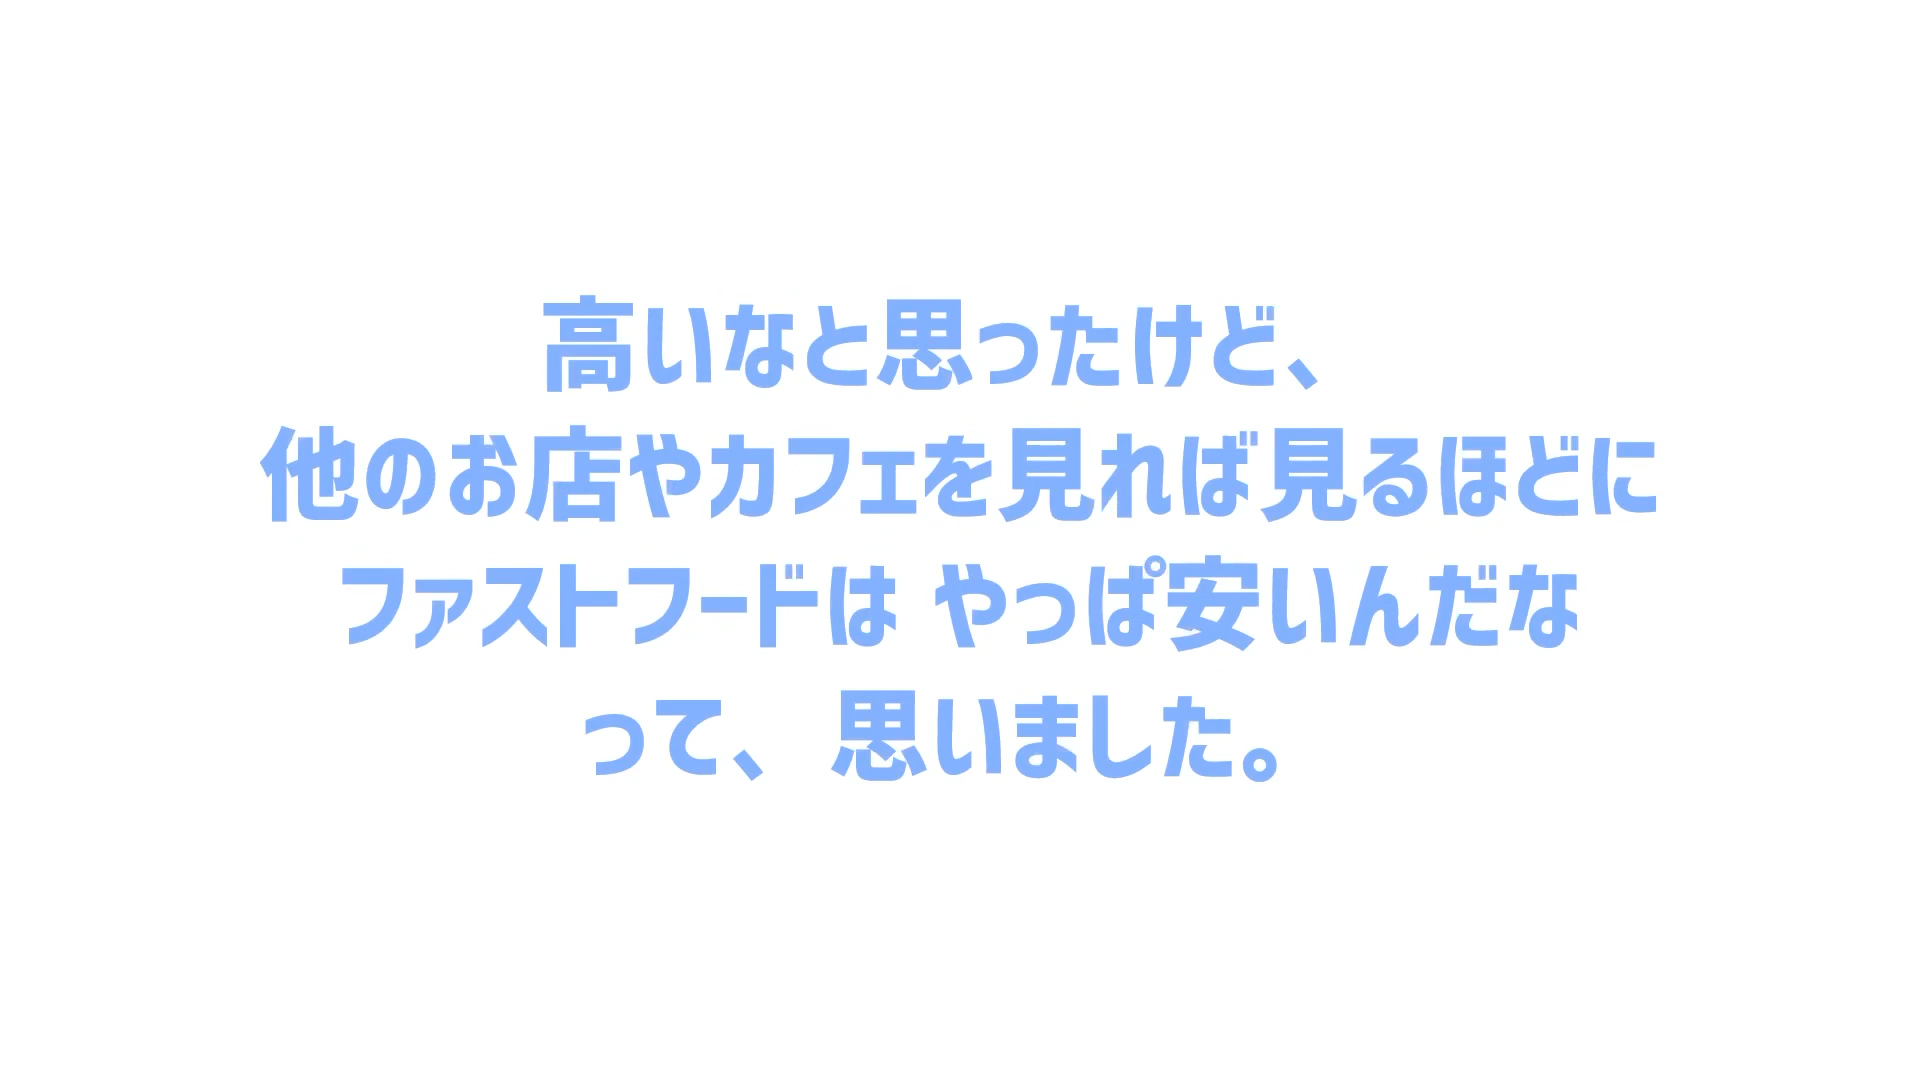 高いなと思ったけど、
他のお店やカフェを見れば見るほどに
ファストフードは やっぱ安いんだな
って、思いました。